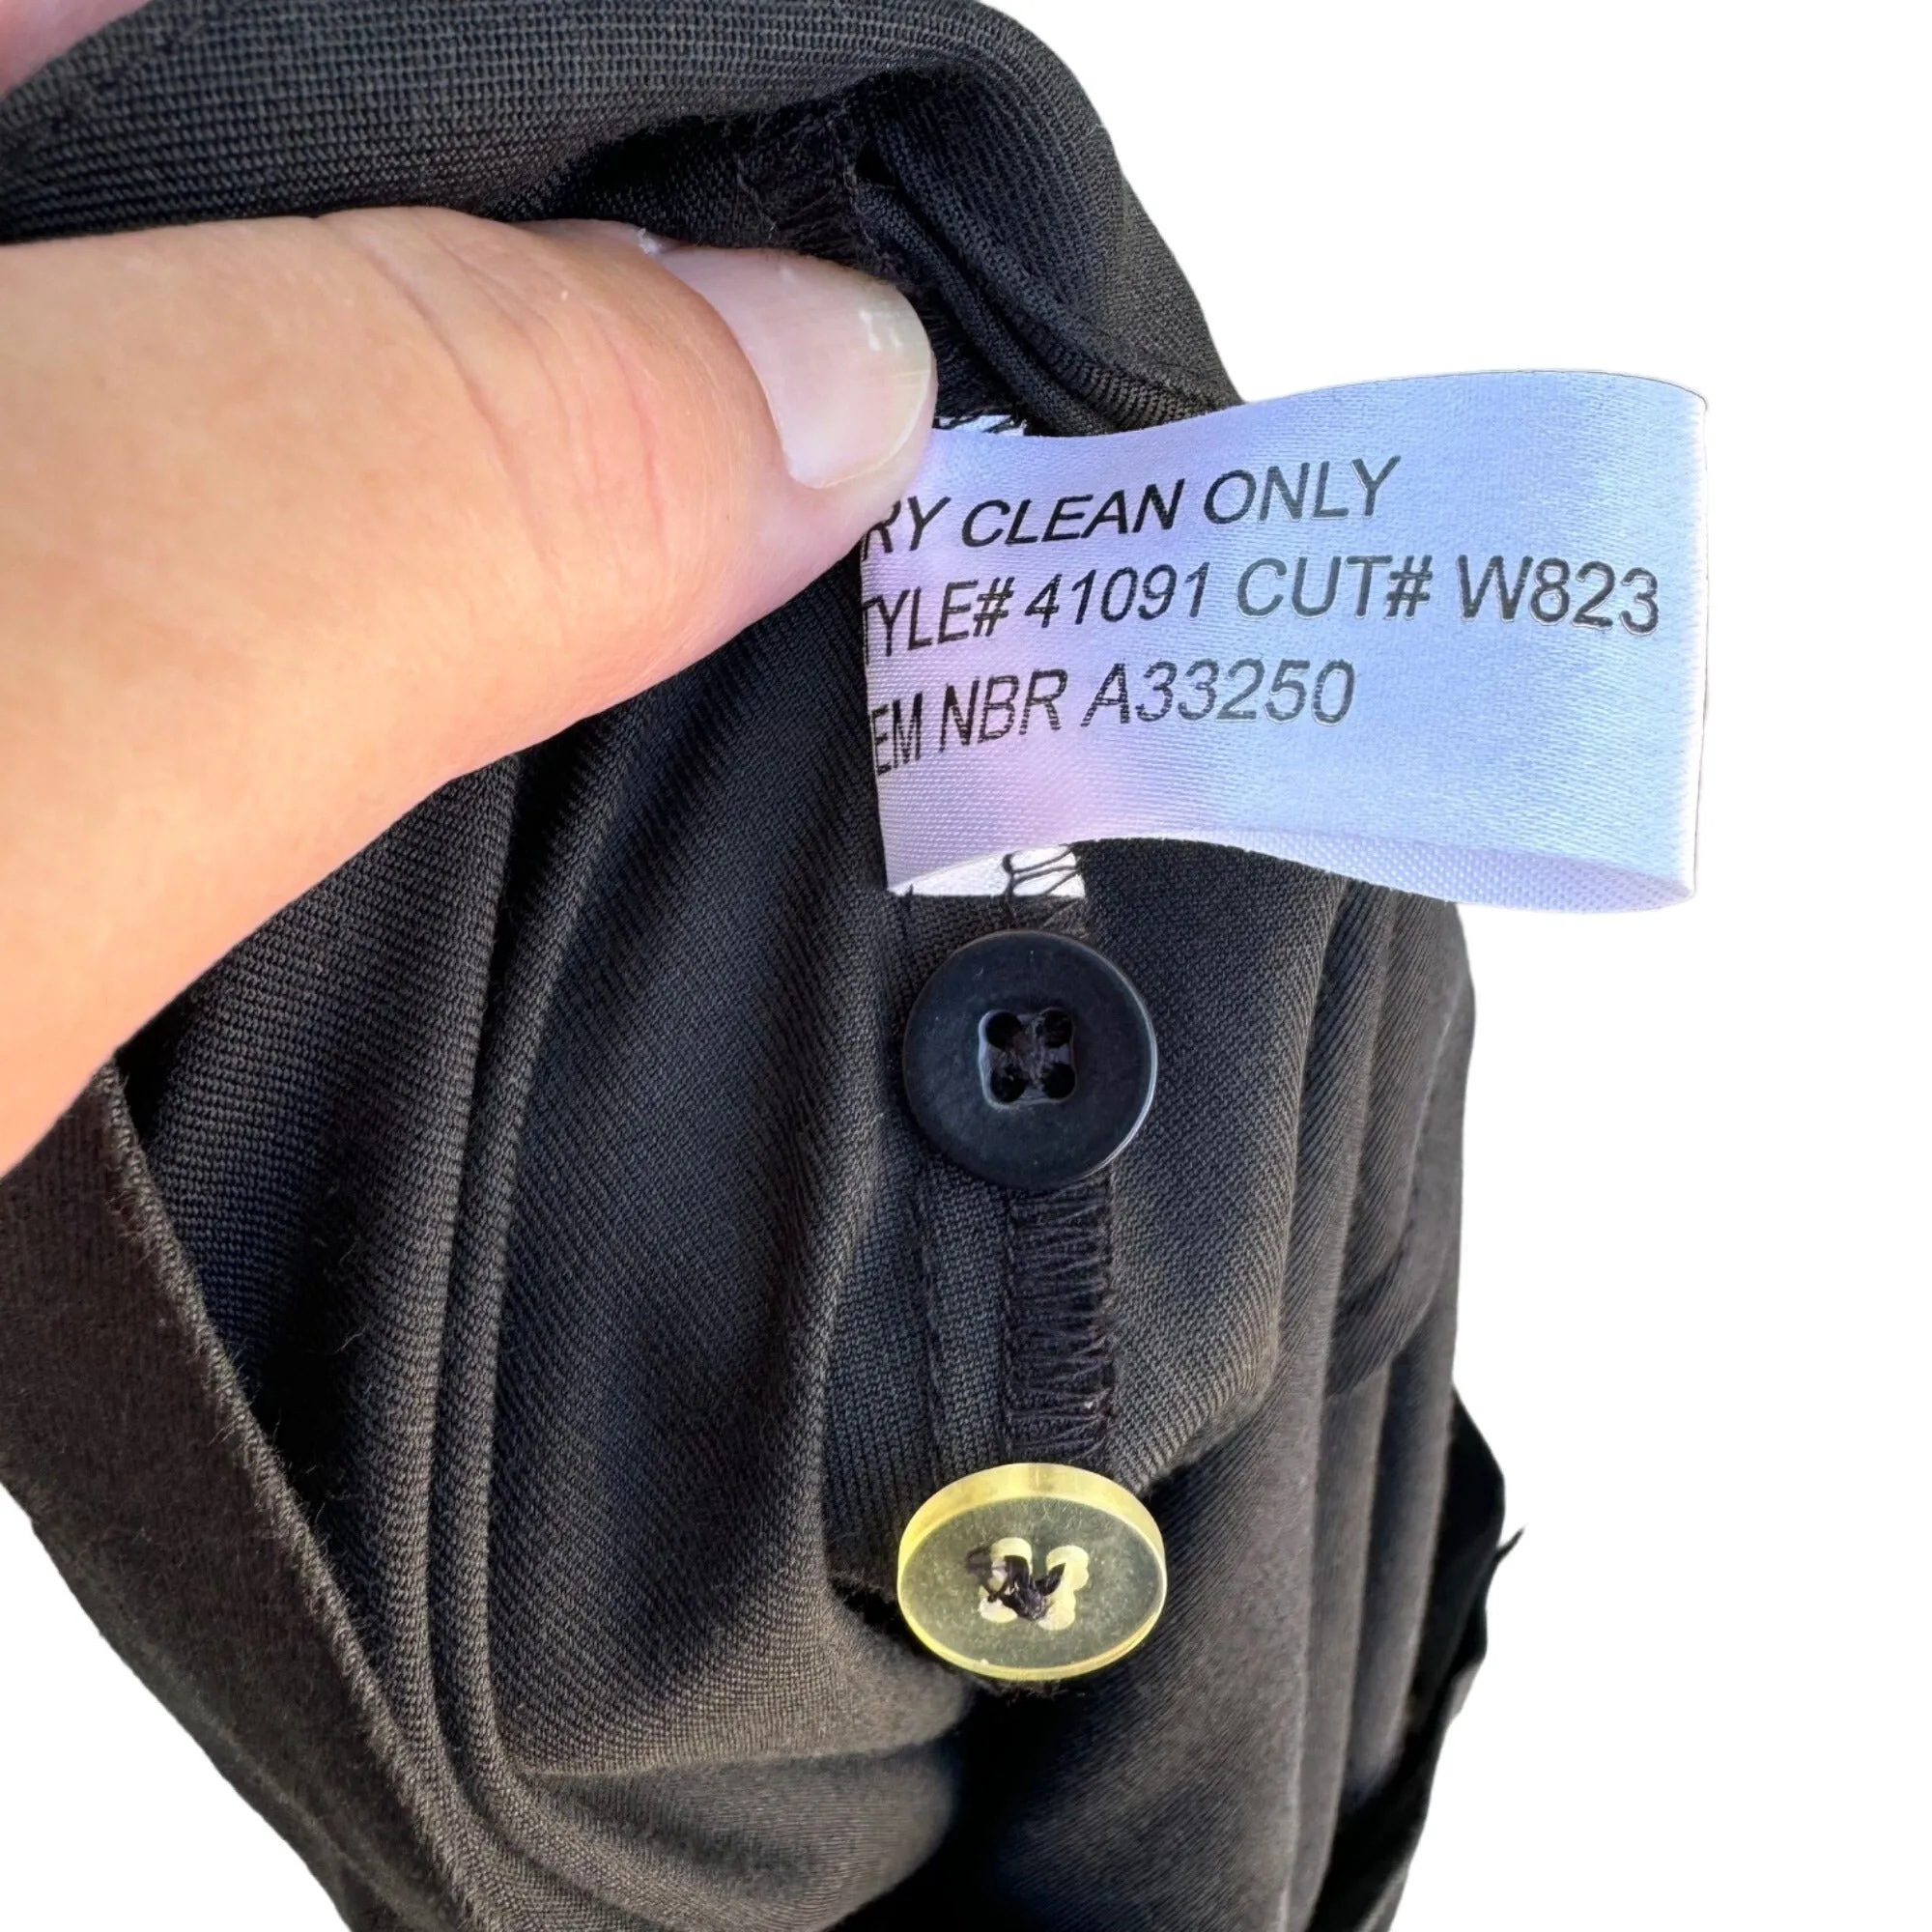 RY CLEAN ONLY
TYLE# 41091 CUT# W823
EM NBR A33250